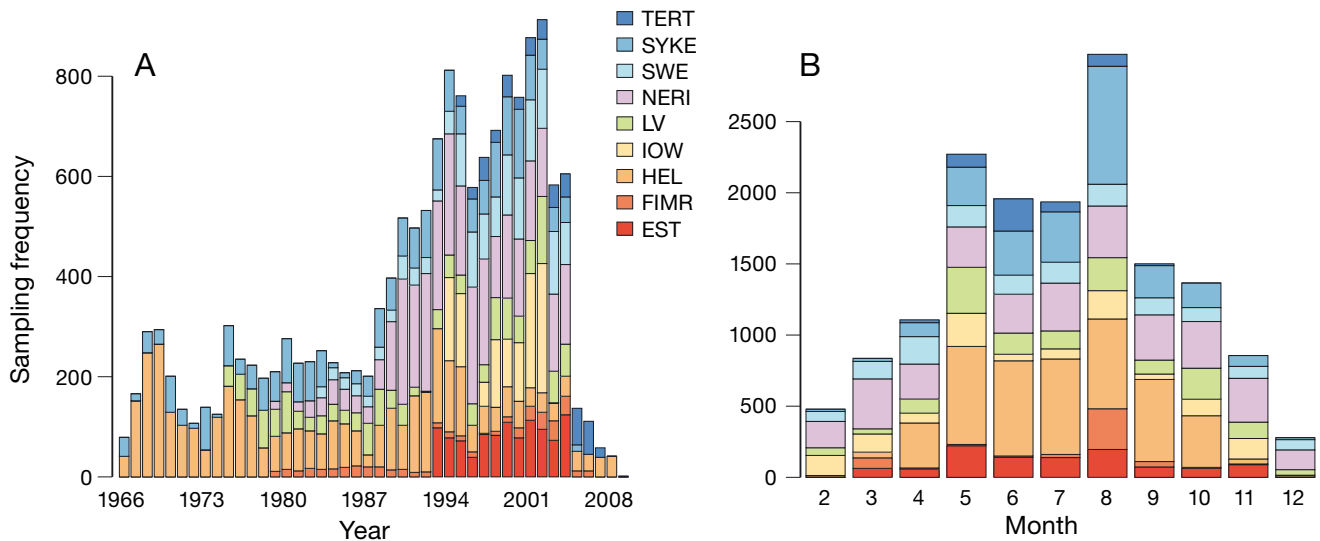 A
Sampling frequency
800
600
400
200
0
1966 1973 1980 1987 1994 2001 2008
Year
TERT
SYKE
SWE
NERI
LV
IOW
HEL
FIMR
EST
B
2500
2000
1500
1000
500
0
2 3 4 5 6 7 8 9 10 11 12
Month